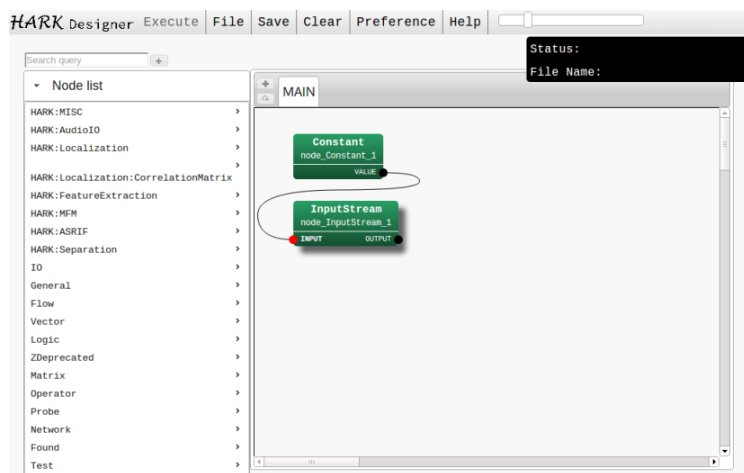 HARK Designer Execute File Save Clear Preference Help
Status:
File Name:
Search query
Node list
MAIN
HARK:MISC
HARK:AudioIO
HARK:Localization
HARK:Localization:CorrelationMatrix
HARK:FeatureExtraction
HARK:MFM
HARK:ASRIF
HARK:Separation
IO
General
Flow
Vector
Logic
ZDeprecated
Matrix
Operator
Probe
Network
Found
Test
Constant
node_Constant_1
VALUE
InputStream
node_InputStream_1
INPUT OUTPUT